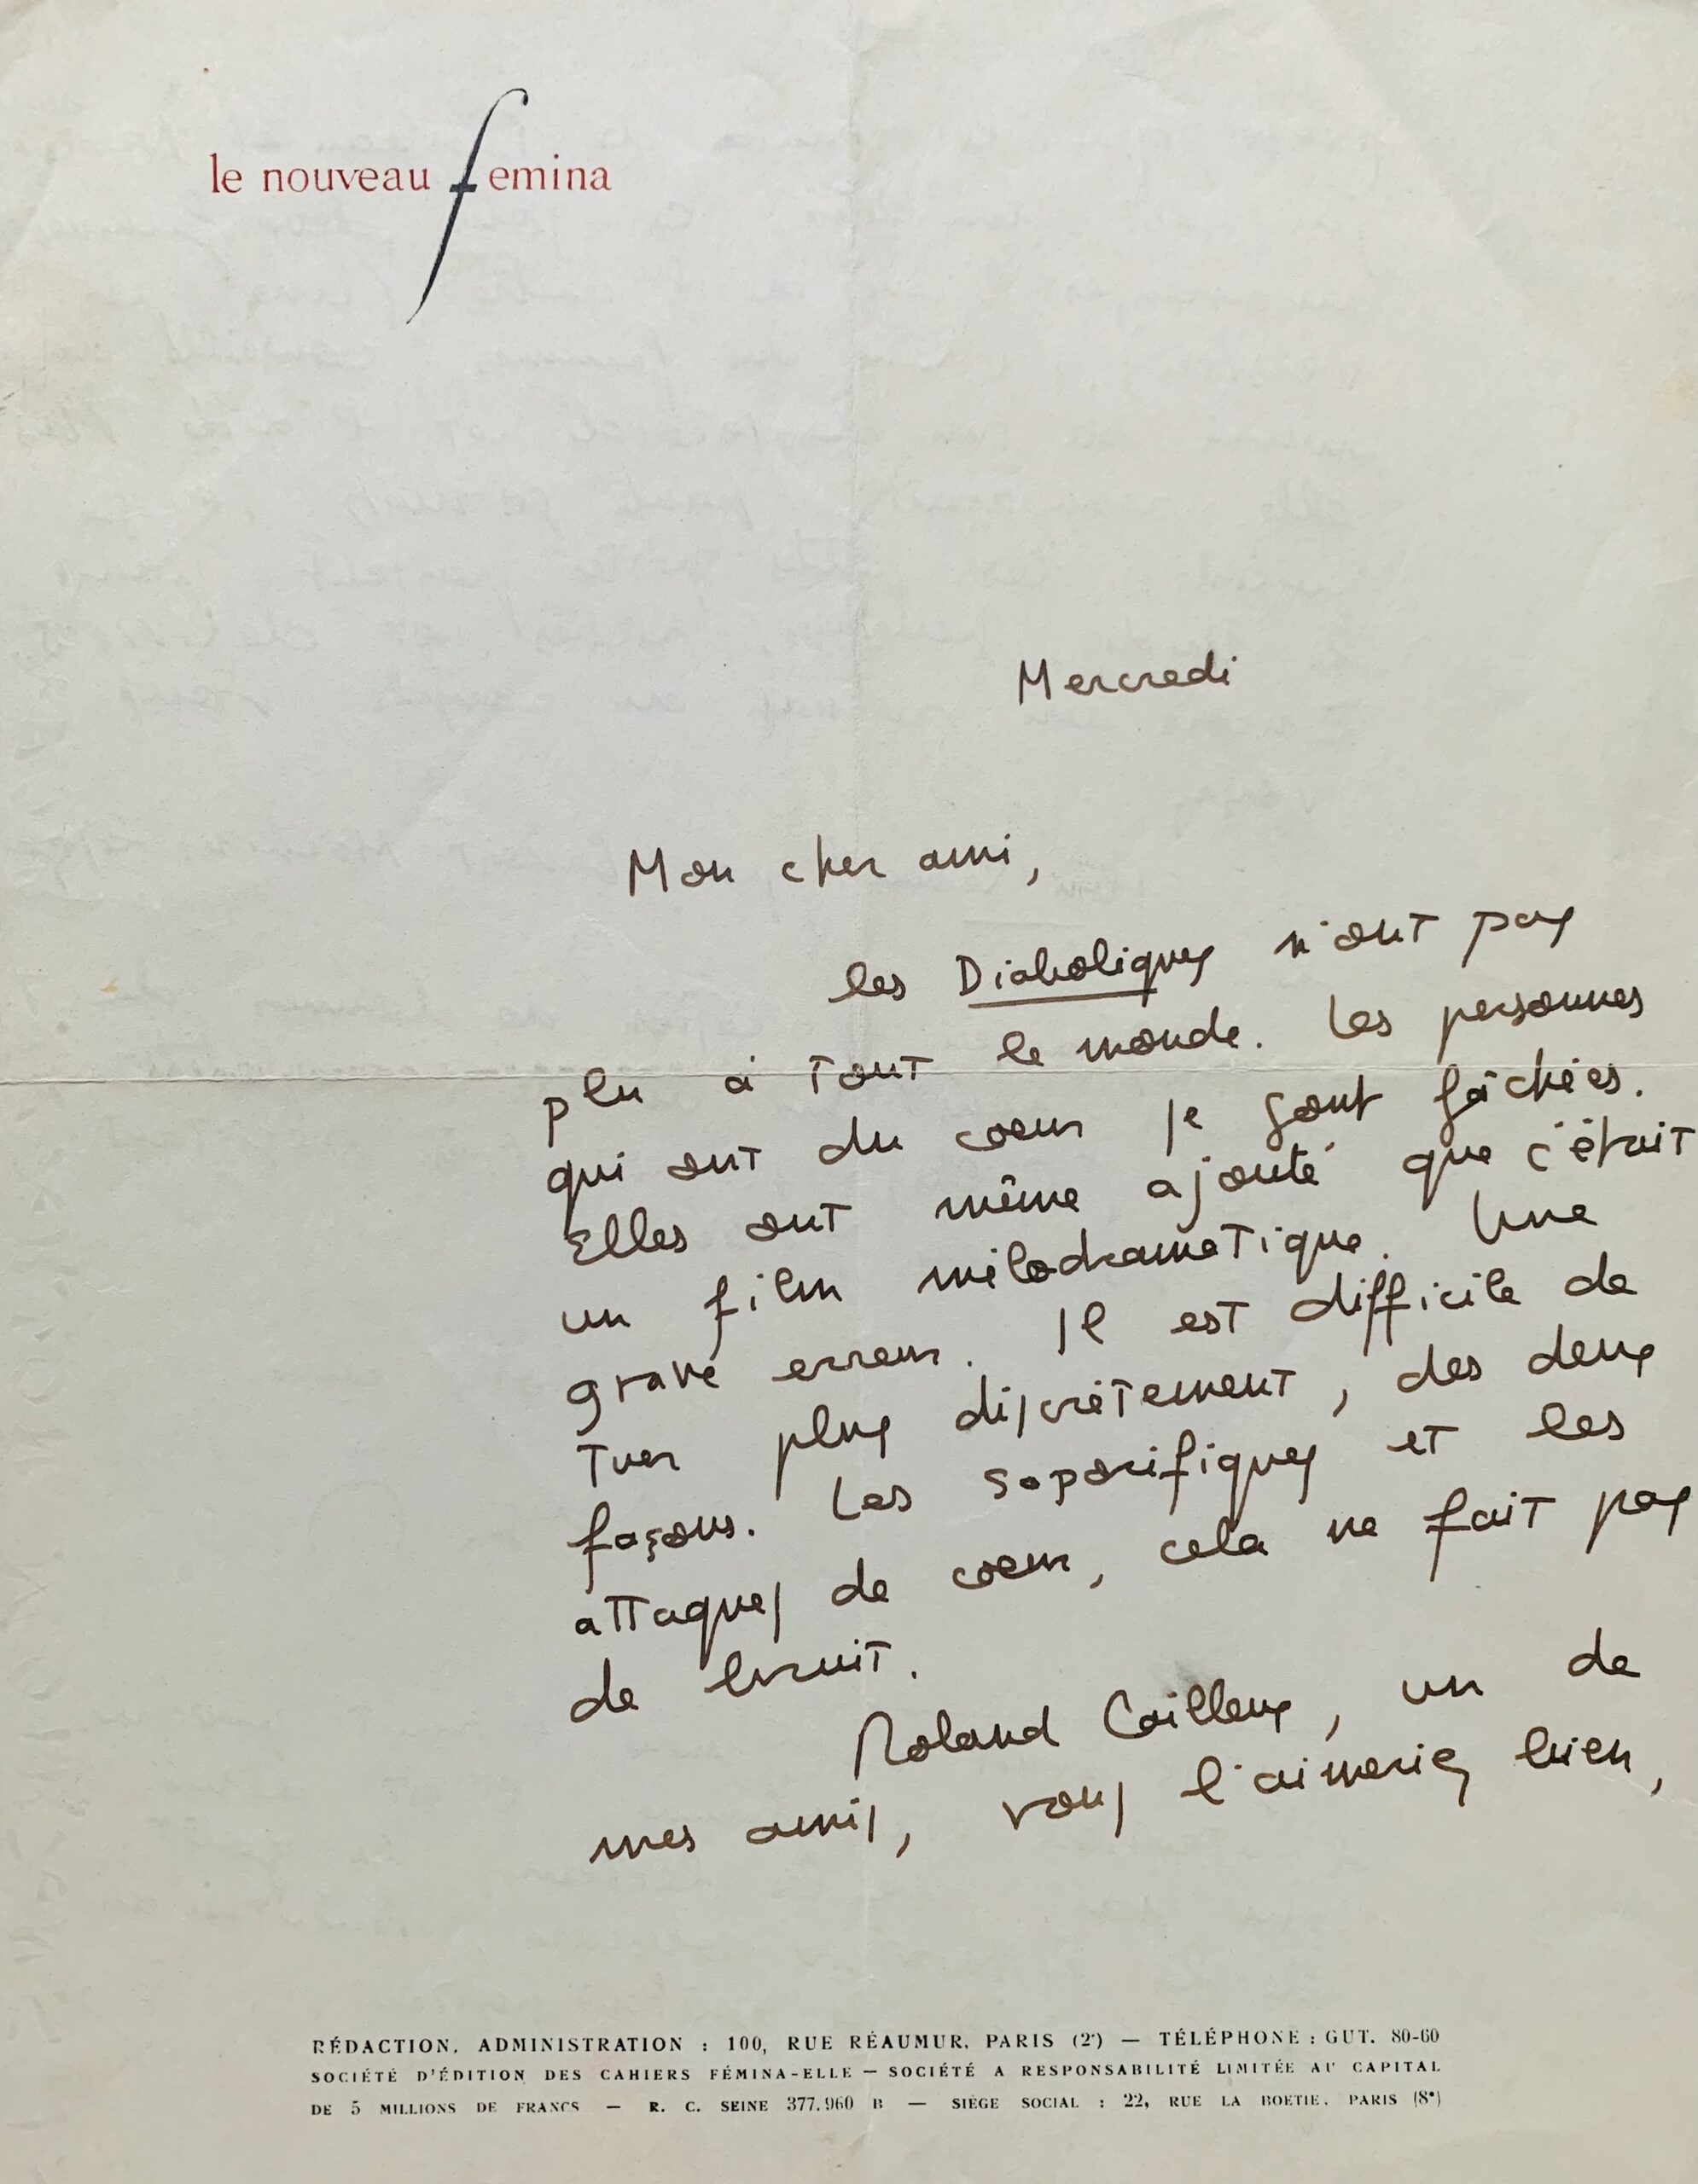 le nouveau femina
Mercredi
Mon cher ami,
les Diaboliques n'ont pas
plu à tout le monde. Les personnes
qui ont du coeur se sont fâchées.
Elles ont même ajouté que c'était
un film mélodramatique. Une
grave erreur. Il est difficile de
tuer plus discrètement, des deux
façons. Les soporifiques et les
attaques de coeur, cela ne fait pas
de bruit.
Roland Cailleux, un de
mes amis, vous l'aimeriez bien,
RÉDACTION, ADMINISTRATION : 100, RUE RÉAUMUR, PARIS (2ᵉ) — TÉLÉPHONE : GUT. 80-60
SOCIÉTÉ D'ÉDITION DES CAHIERS FÉMINA-ELLE — SOCIÉTÉ A RESPONSABILITÉ LIMITÉE AU CAPITAL
DE 5 MILLIONS DE FRANCS — R. C. SEINE 377.960 B — SIÈGE SOCIAL : 22, RUE LA BOETIE, PARIS (8ᵉ)